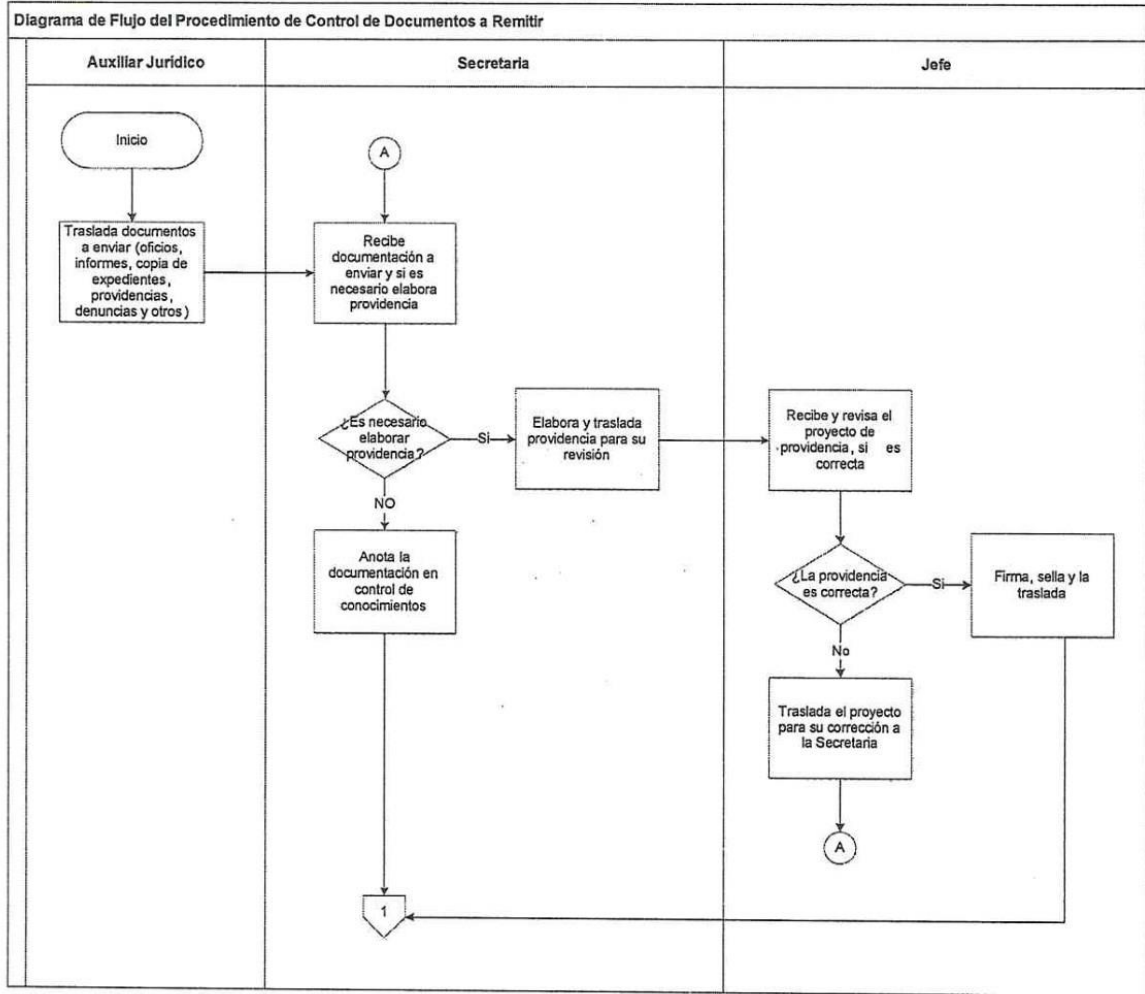 Diagrama de Flujo del Procedimiento de Control de Documentos a Remitir
Auxiliar Jurídico
Secretaria
Jefe
Inicio
A
Traslada documentos
a enviar (oficios,
informes, copia de
expedientes,
providencias,
denuncias y otros)
Recibe
documentación a
enviar y si es
necesario elabora
providencia
¿Es necesario
elaborar
providencia?
Si
Elabora y traslada
providencia para su
revisión
Recibe y revisa el
proyecto de
providencia, si es
correcta
NO
Anota la
documentación en
control de
conocimientos
¿La providencia
es correcta?
Si
Firma, sella y la
traslada
No
Traslada el proyecto
para su corrección a
la Secretaria
A
1